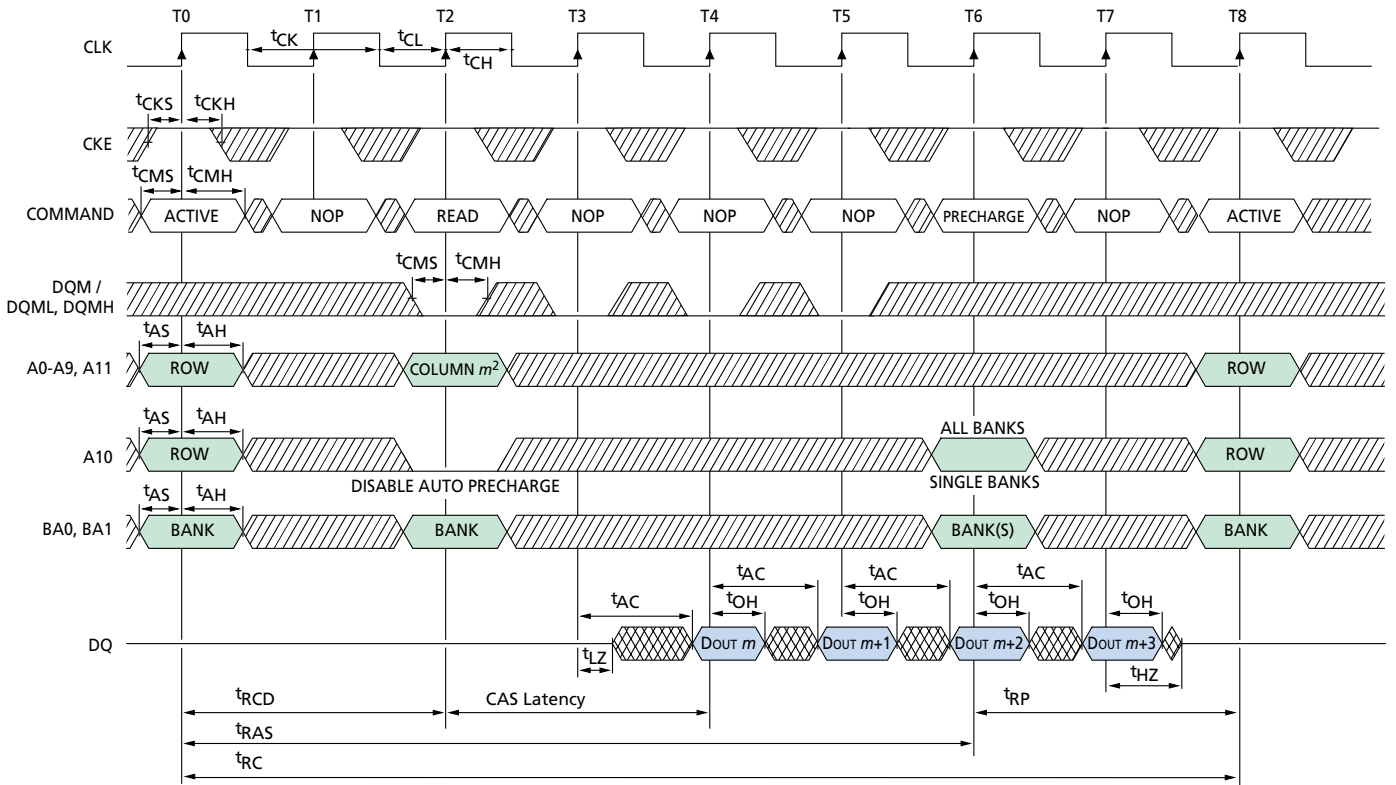 T0 T1 T2 T3 T4 T5 T6 T7 T8
CLK
tCK tCL
tCH
tCKS tCKH
CKE
tCMS tCMH
COMMAND ACTIVE NOP READ NOP NOP NOP PRECHARGE NOP ACTIVE
tCMS tCMH
DQM /
DQML, DQMH
tAS tAH
A0-A9, A11 ROW COLUMN m2 ROW
tAS tAH
ALL BANKS
A10 ROW ROW
DISABLE AUTO PRECHARGE SINGLE BANKS
tAS tAH
BA0, BA1 BANK BANK BANK(S) BANK
tAC tAC tAC tAC
tOH tOH tOH tOH
DQ DOUT m DOUT m+1 DOUT m+2 DOUT m+3
tLZ tHZ
tRCD CAS Latency tRP
tRAS
tRC